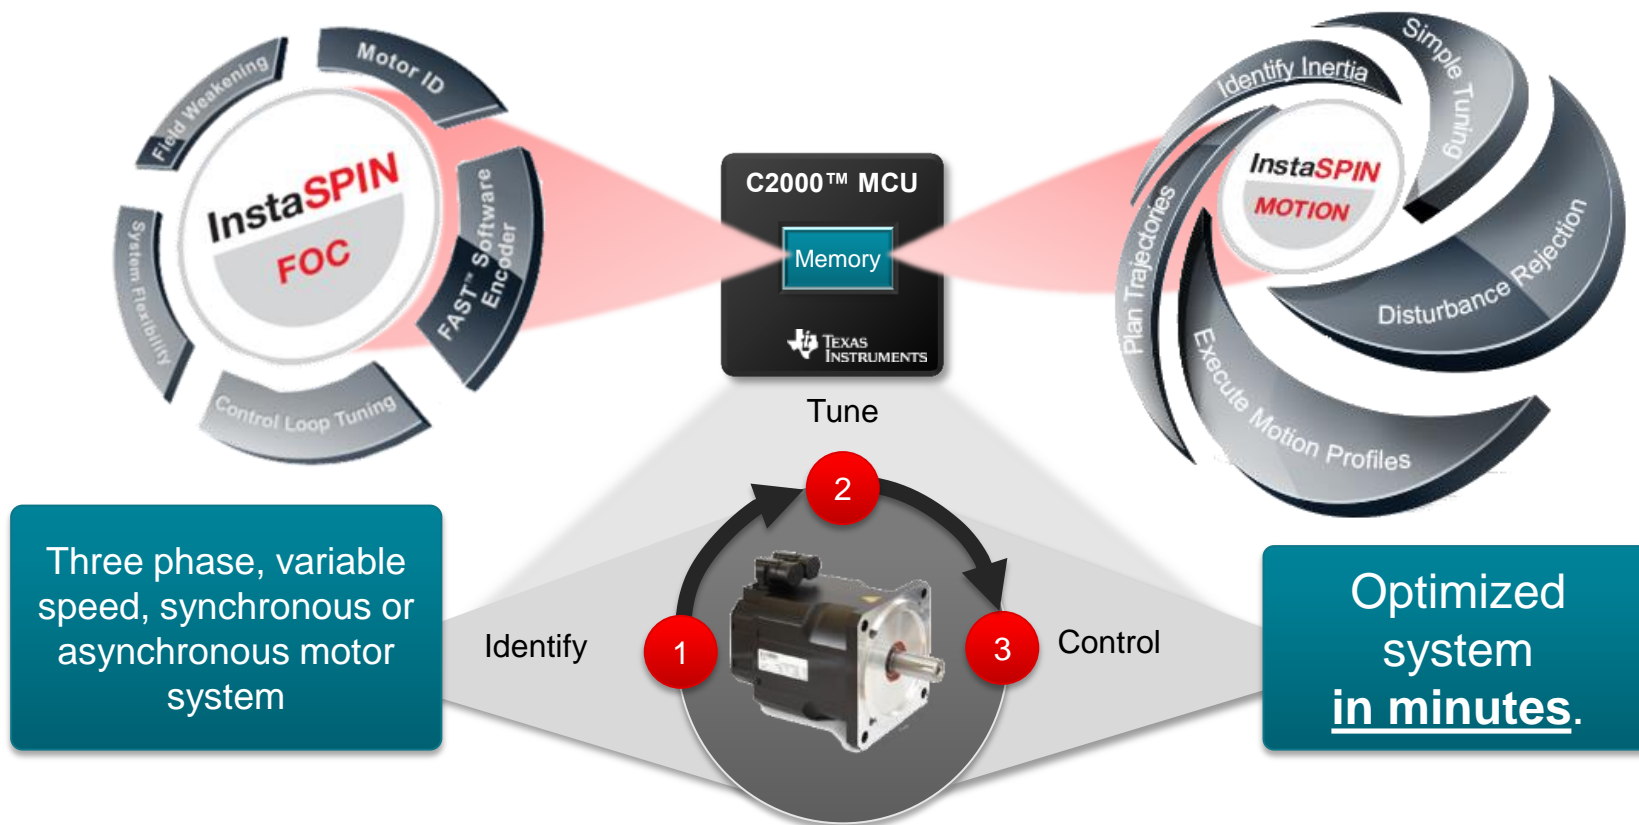 Motor ID
Field Weakening
FAST™ Software
Encoder
System Flexibility
Control Loop Tuning
InstaSPIN
FOC
C2000™ MCU
Memory
TEXAS
INSTRUMENTS
Identify Inertia
Simple Tuning
Plan Trajectories
Disturbance Rejection
Execute Motion Profiles
InstaSPIN
MOTION
Tune
2
Identify
1
3
Control
Three phase, variable
speed, synchronous or
asynchronous motor
system
Optimized
system
in minutes.